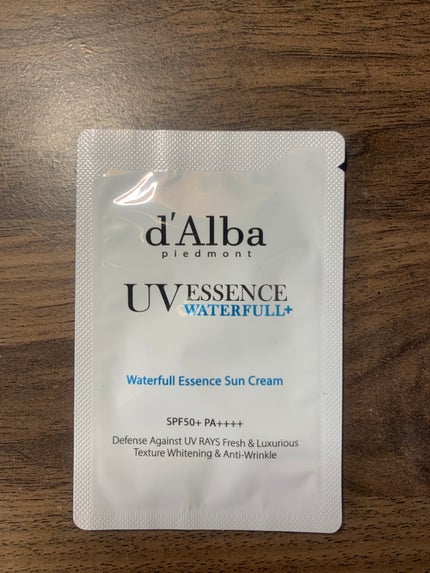 d'Alba
piedmont
UV ESSENCE
WATERFULL+
Waterfull Essence Sun Cream
SPF50+ PA++++
Defense Against UV RAYS Fresh & Luxurious
Texture Whitening & Anti-Wrinkle